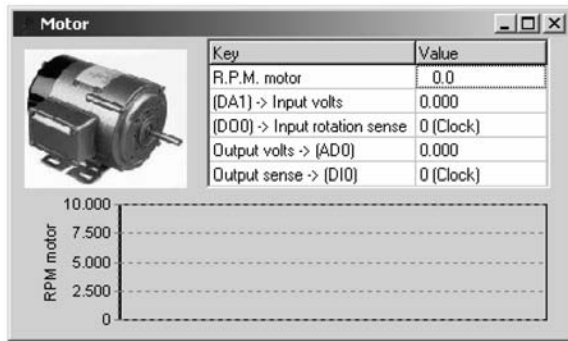 Motor
Key Value
R.P.M. motor 0.0
(DA1) -> Input volts 0.000
(DO0) -> Input rotation sense 0 (Clock)
Output volts -> (AD0) 0.000
Output sense -> (DI0) 0 (Clock)
RPM motor
10.000
7.500
5.000
2.500
0